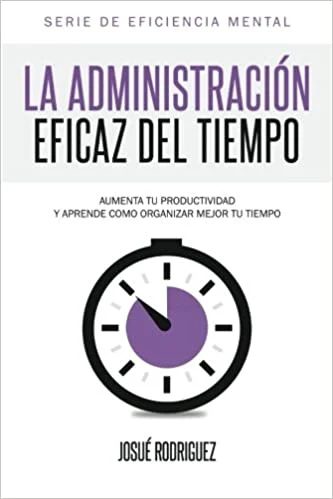 SERIE DE EFICIENCIA MENTAL
LA ADMINISTRACIÓN
EFICAZ DEL TIEMPO
AUMENTA TU PRODUCTIVIDAD
Y APRENDE COMO ORGANIZAR MEJOR TU TIEMPO
JOSUÉ RODRIGUEZ